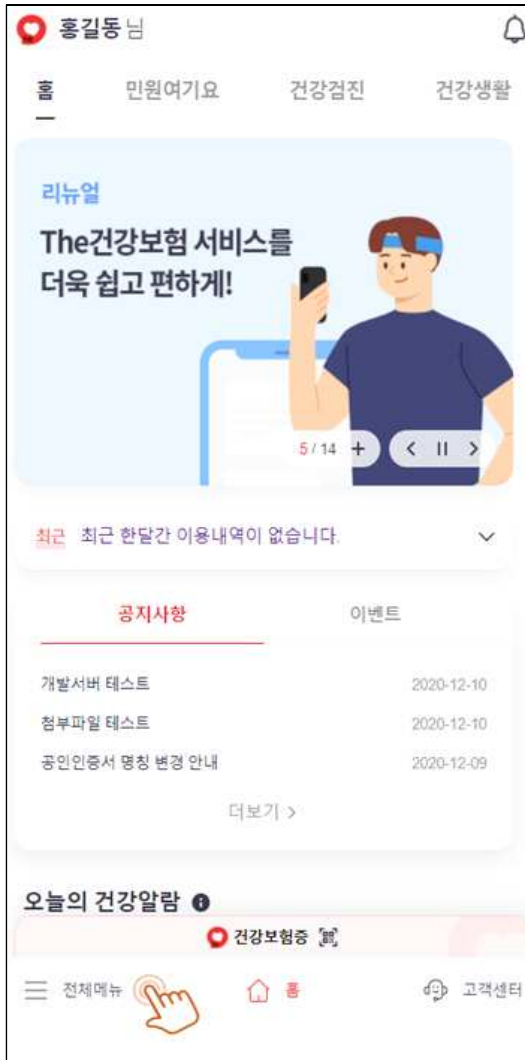 홍길동 님
홈 민원여기요 건강검진 건강생활
리뉴얼
The건강보험 서비스를
더욱 쉽고 편하게!
5 / 14
최근 최근 한달간 이용내역이 없습니다.
공지사항 이벤트
개발서버 테스트 2020-12-10
첨부파일 테스트 2020-12-10
공인인증서 명칭 변경 안내 2020-12-09
더보기 >
오늘의 건강알람
건강보험증
전체메뉴 홈 고객센터